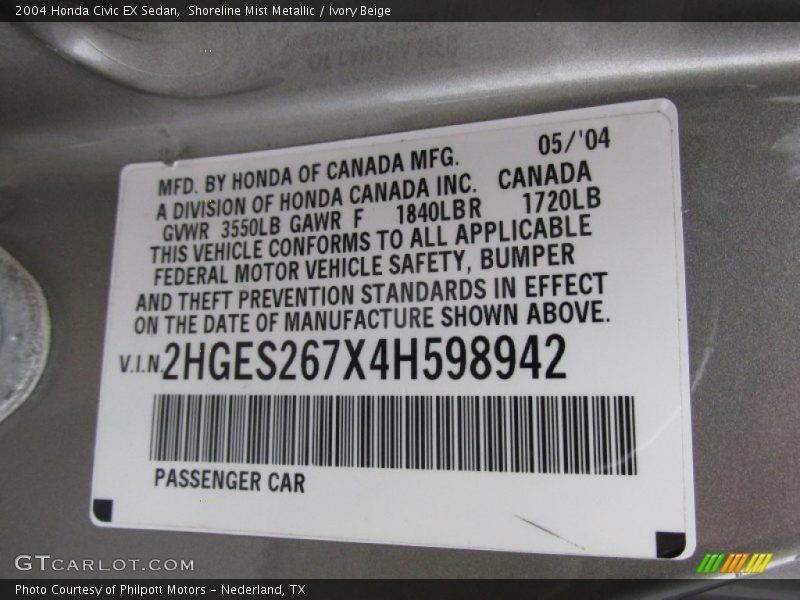 2004 Honda Civic EX Sedan, Shoreline Mist Metallic / Ivory Beige
MFD. BY HONDA OF CANADA MFG. 05/'04
A DIVISION OF HONDA CANADA INC. CANADA
GVWR 3550LB GAWR F 1840LB R 1720LB
THIS VEHICLE CONFORMS TO ALL APPLICABLE
FEDERAL MOTOR VEHICLE SAFETY, BUMPER
AND THEFT PREVENTION STANDARDS IN EFFECT
ON THE DATE OF MANUFACTURE SHOWN ABOVE.
V.I.N. 2HGES267X4H598942
PASSENGER CAR
GTCARLOT.COM
Photo Courtesy of Philpott Motors - Nederland, TX